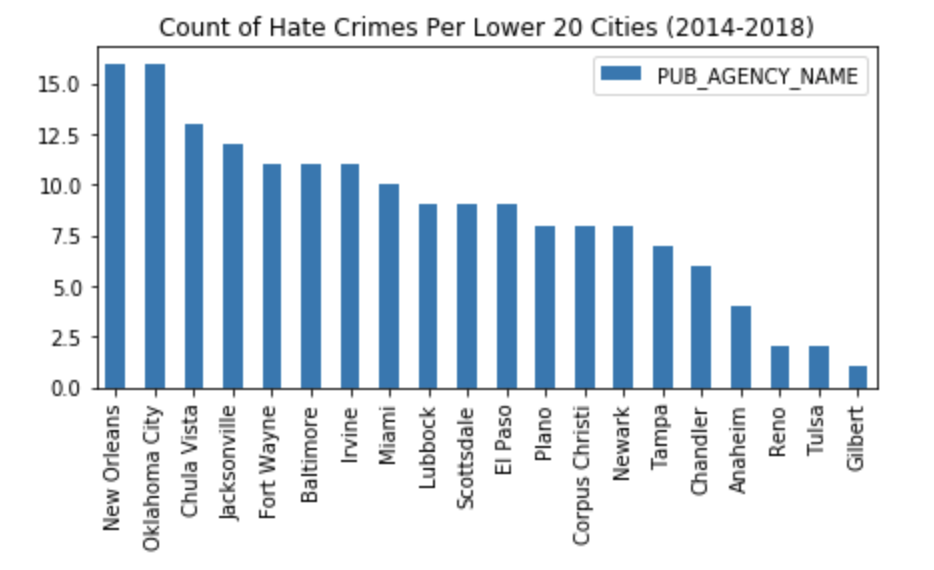 Count of Hate Crimes Per Lower 20 Cities (2014-2018)
PUB_AGENCY_NAME
15.0
12.5
10.0
7.5
5.0
2.5
0.0
New Orleans
Oklahoma City
Chula Vista
Jacksonville
Fort Wayne
Baltimore
Irvine
Miami
Lubbock
Scottsdale
El Paso
Plano
Corpus Christi
Newark
Tampa
Chandler
Anaheim
Reno
Tulsa
Gilbert